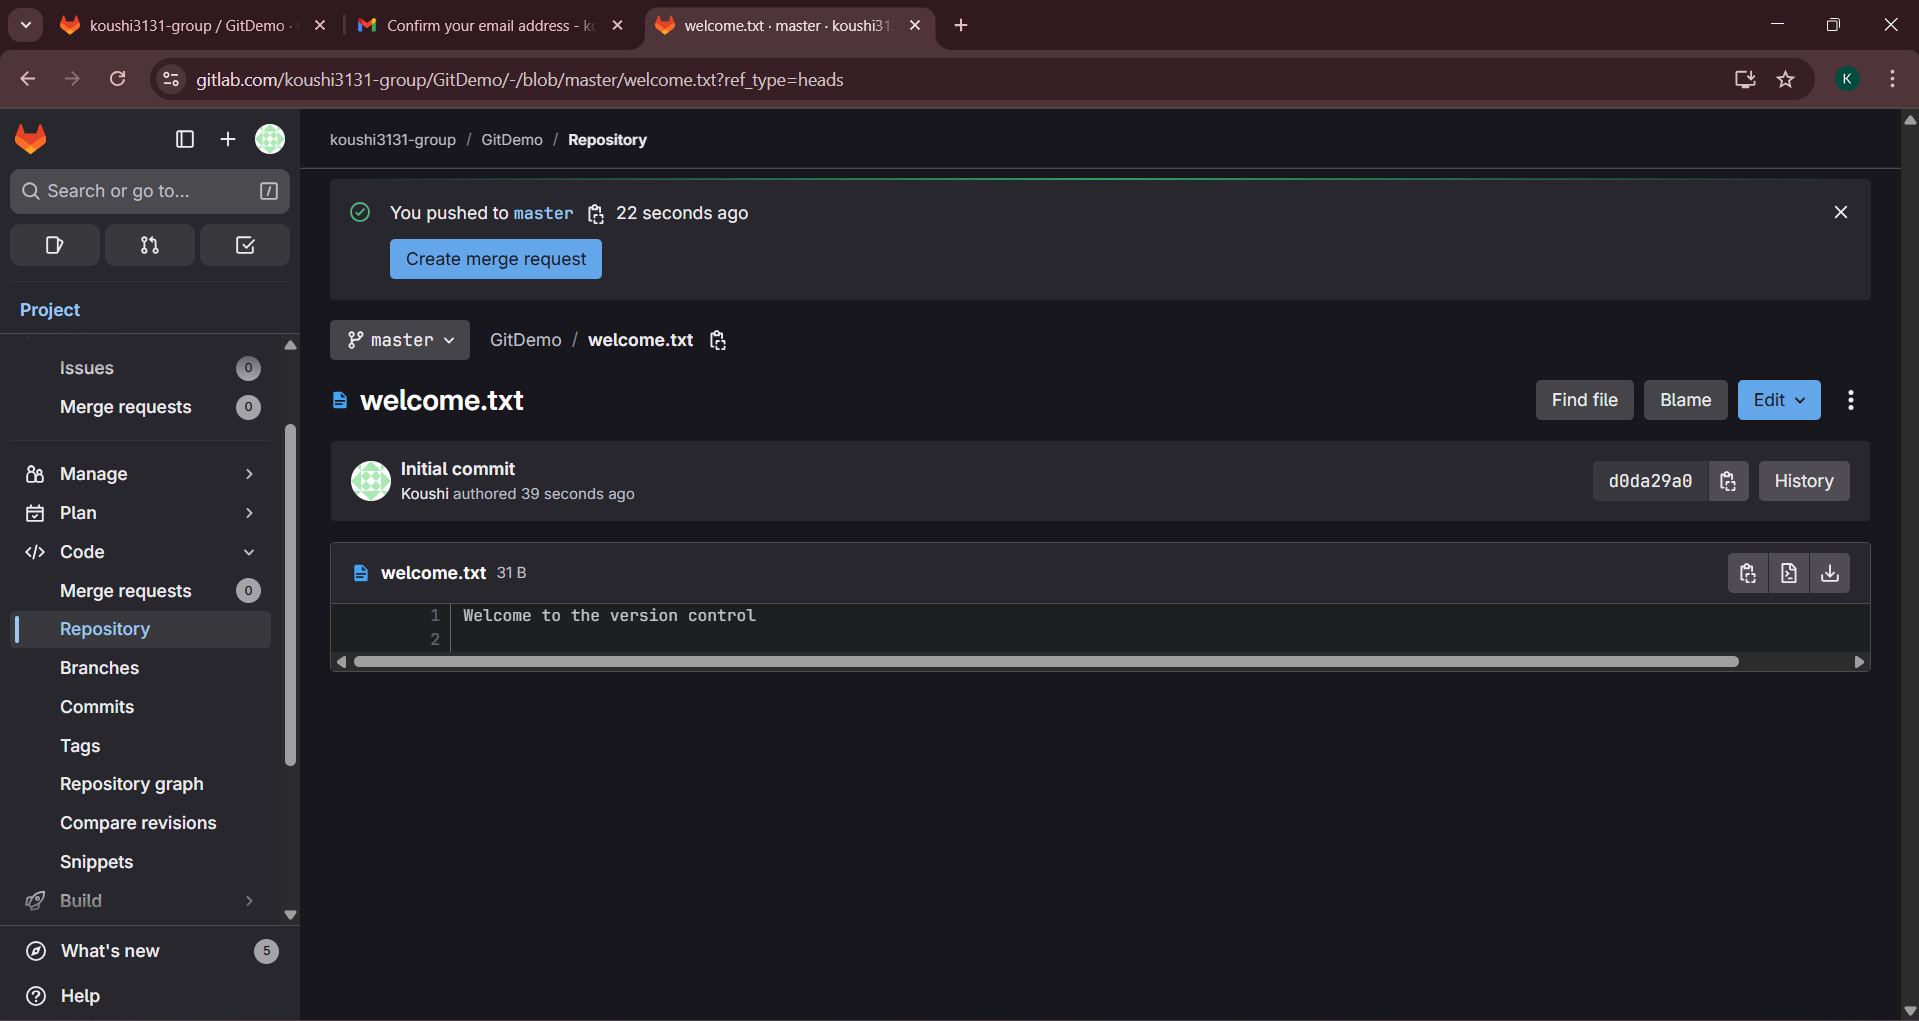 koushi3131-group / GitDemo ·
Confirm your email address - ko
welcome.txt · master · koushi31
gitlab.com/koushi3131-group/GitDemo/-/blob/master/welcome.txt?ref_type=heads
K
koushi3131-group / GitDemo / Repository
Search or go to... /
You pushed to master 22 seconds ago
Create merge request
Project
master
GitDemo / welcome.txt
Issues 0
Merge requests 0
welcome.txt
Find file
Blame
Edit
Initial commit
Koushi authored 39 seconds ago
d0da29a0
History
Manage
Plan
Code
Merge requests 0
Repository
Branches
Commits
Tags
Repository graph
Compare revisions
Snippets
Build
welcome.txt 31 B
1 Welcome to the version control
2
What's new 5
Help